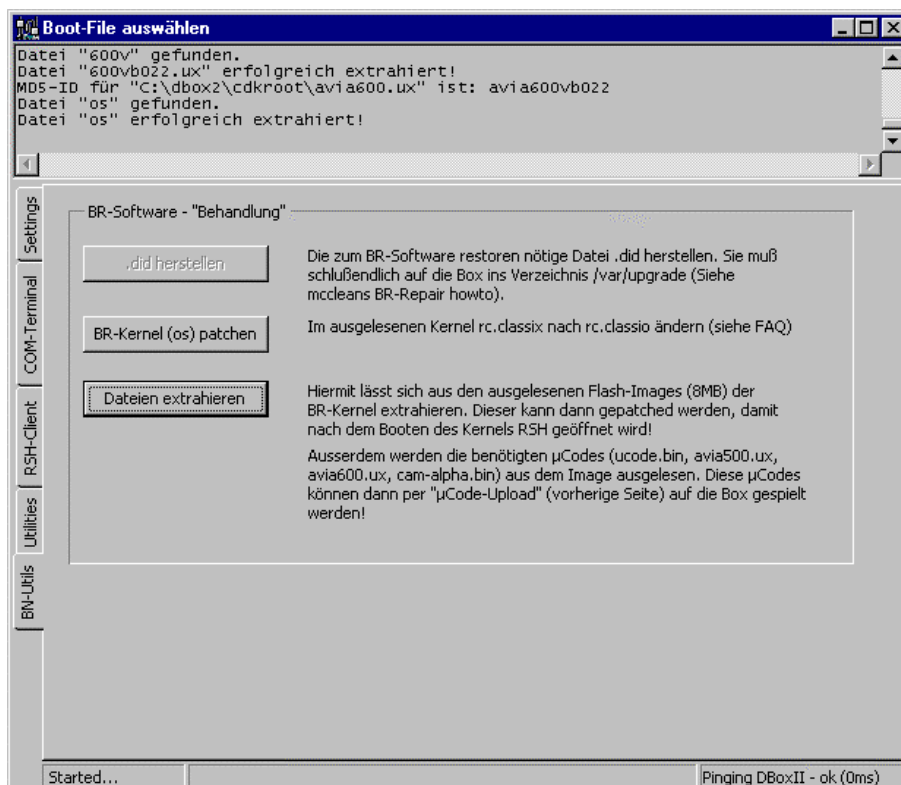 Boot-File auswählen
Datei "600v" gefunden.
Datei "600vb022.ux" erfolgreich extrahiert!
MD5-ID für "C:\dbox2\cdkroot\avia600.ux" ist: avia600vb022
Datei "os" gefunden.
Datei "os" erfolgreich extrahiert!
Settings
COM-Terminal
RSH-Client
Utilities
BN-Utils
BR-Software - "Behandlung"
.did herstellen
Die zum BR-Software restoren nötige Datei .did herstellen. Sie muß
schlußendlich auf die Box ins Verzeichnis /var/upgrade (Siehe
mccleans BR-Repair howto).
BR-Kernel (os) patchen
Im ausgelesenen Kernel rc.classix nach rc.classio ändern (siehe FAQ)
Dateien extrahieren
Hiermit lässt sich aus den ausgelesenen Flash-Images (8MB) der
BR-Kernel extrahieren. Dieser kann dann gepatched werden, damit
nach dem Booten des Kernels RSH geöffnet wird!
Ausserdem werden die benötigten µCodes (ucode.bin, avia500.ux,
avia600.ux, cam-alpha.bin) aus dem Image ausgelesen. Diese µCodes
können dann per "µCode-Upload" (vorherige Seite) auf die Box gespielt
werden!
Started...
Pinging DBoxII - ok (0ms)